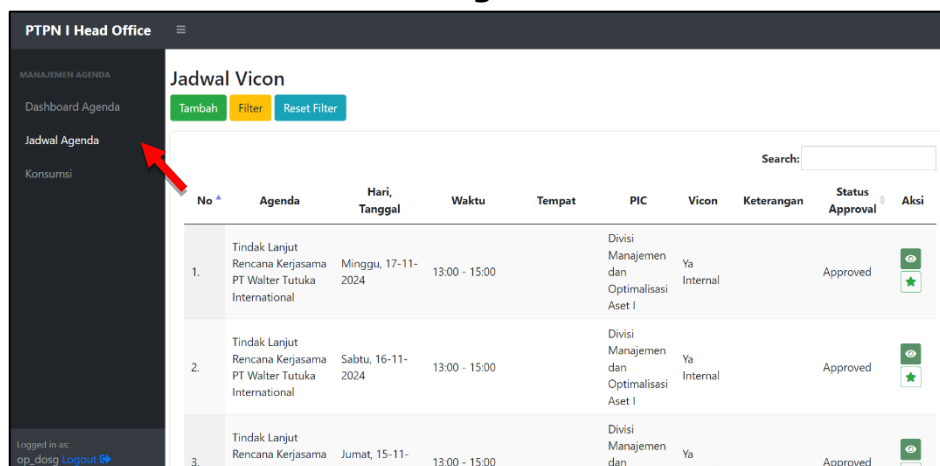 PTPN I Head Office
MANAJEMEN AGENDA
Dashboard Agenda
Jadwal Agenda
Konsumsi
Logged in as:
op_dosg Logout
Jadwal Vicon
Tambah Filter Reset Filter
Search:
No Agenda Hari, Tanggal Waktu Tempat PIC Vicon Keterangan Status Approval Aksi
1. Tindak Lanjut Rencana Kerjasama PT Walter Tutuka International Minggu, 17-11-2024 13:00 - 15:00 Divisi Manajemen dan Optimalisasi Aset I Ya Internal Approved
2. Tindak Lanjut Rencana Kerjasama PT Walter Tutuka International Sabtu, 16-11-2024 13:00 - 15:00 Divisi Manajemen dan Optimalisasi Aset I Ya Internal Approved
3. Tindak Lanjut Rencana Kerjasama Jumat, 15-11- 13:00 - 15:00 Divisi Manajemen dan Ya Approved